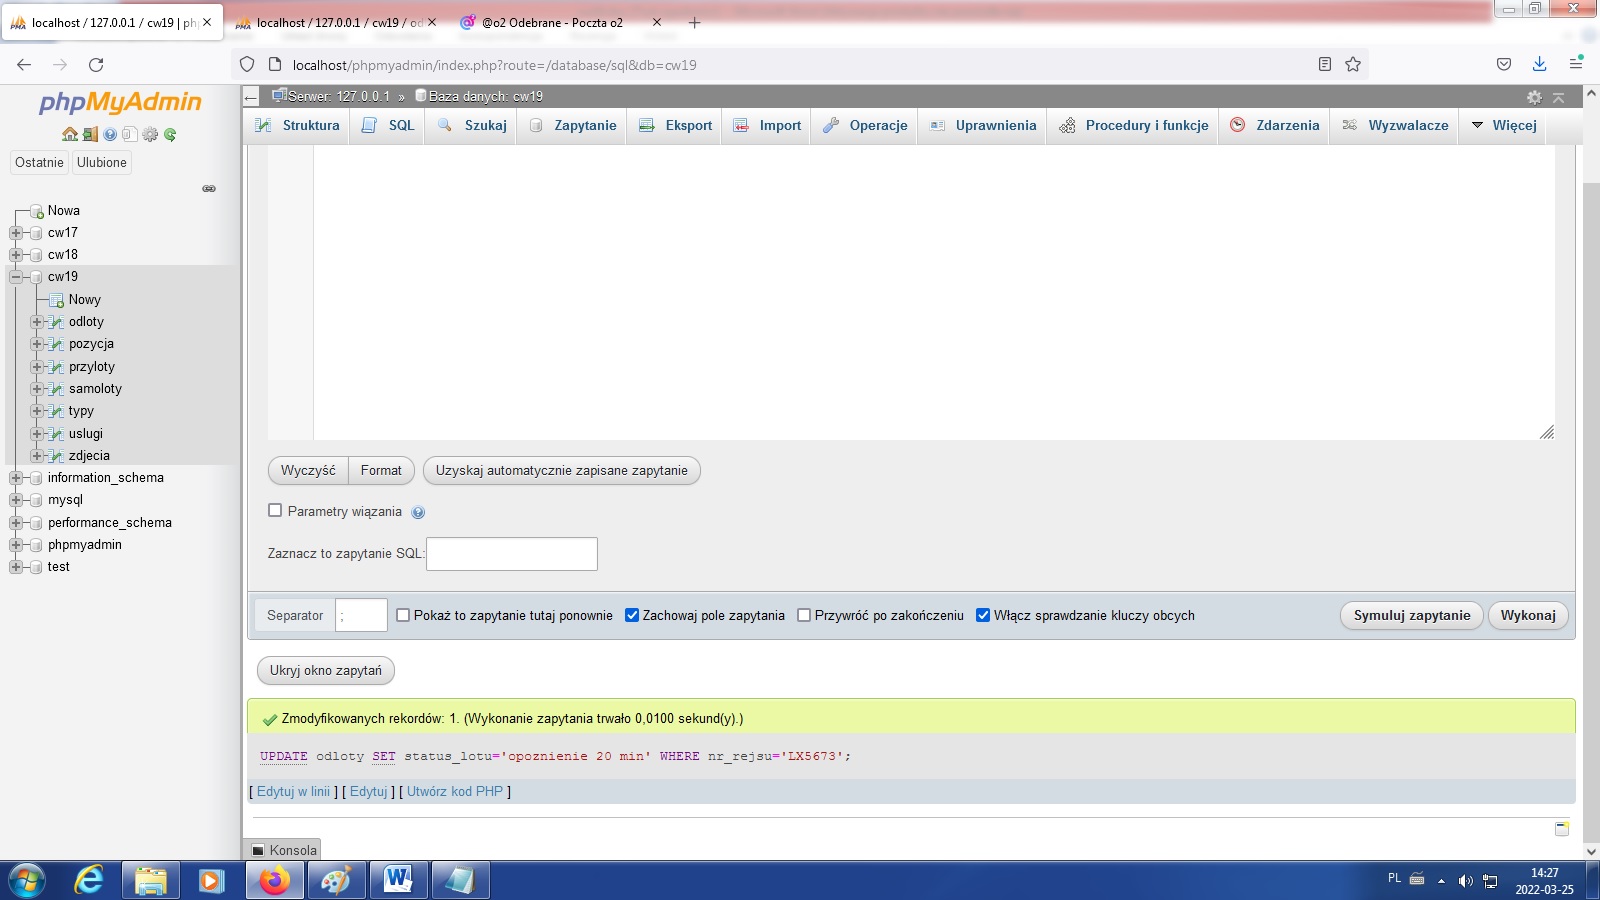 localhost / 127.0.0.1 / cw19 | ph
localhost / 127.0.0.1 / cw19 / od
@o2 Odebrane - Poczta o2
localhost/phpmyadmin/index.php?route=/database/sql&db=cw19
phpMyAdmin
Serwer: 127.0.0.1 » Baza danych: cw19
Struktura SQL Szukaj Zapytanie Eksport Import Operacje Uprawnienia Procedury i funkcje Zdarzenia Wyzwalacze Więcej
Ostatnie Ulubione
Nowa
cw17
cw18
cw19
Nowy
odloty
pozycja
przyloty
samoloty
typy
uslugi
zdjecia
information_schema
mysql
performance_schema
phpmyadmin
test
Wyczyść Format Uzyskaj automatycznie zapisane zapytanie
Parametry wiązania
Zaznacz to zapytanie SQL:
Separator ; Pokaż to zapytanie tutaj ponownie Zachowaj pole zapytania Przywróć po zakończeniu Włącz sprawdzanie kluczy obcych Symuluj zapytanie Wykonaj
Ukryj okno zapytań
Zmodyfikowanych rekordów: 1. (Wykonanie zapytania trwało 0,0100 sekund(y).)
UPDATE odloty SET status_lotu='opoznienie 20 min' WHERE nr_rejsu='LX5673';
[ Edytuj w linii ] [ Edytuj ] [ Utwórz kod PHP ]
Konsola
PL
14:27
2022-03-25